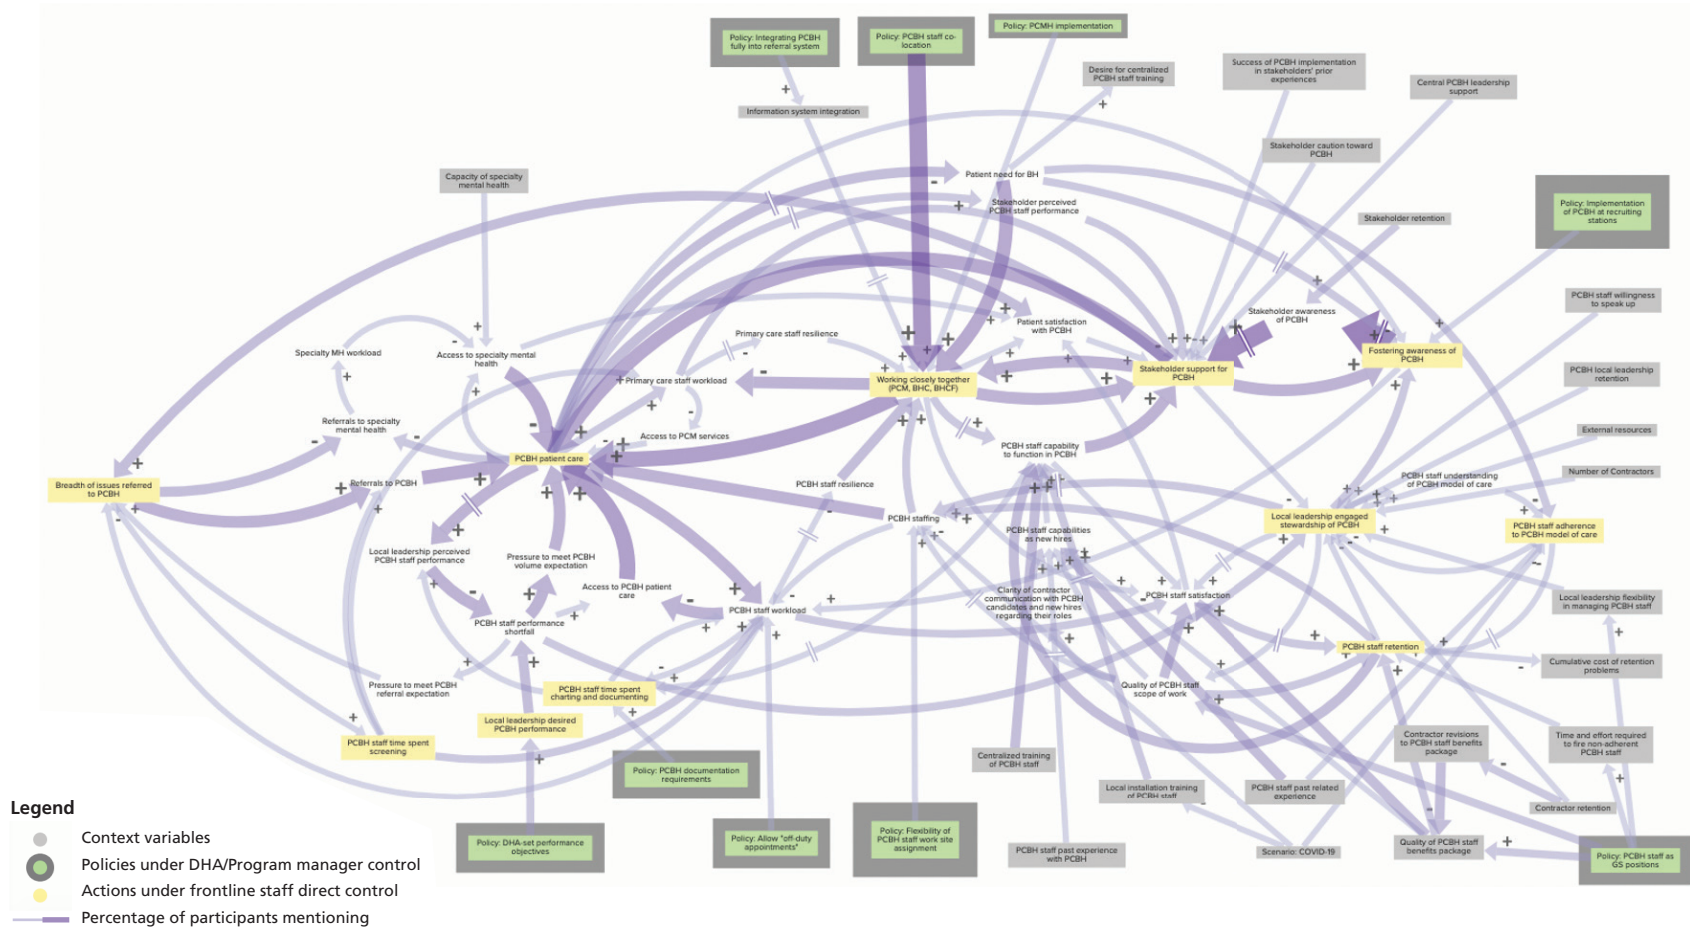 Policy: Integrating PCBH
fully into referral system
Policy: PCBH staff co-
location
Policy: PCMH implementation
Desire for centralized
PCBH staff training
Success of PCBH implementation
in stakeholders' prior
experiences
Central PCBH leadership
support
Information system integration
Stakeholder caution toward
PCBH
Capacity of specialty
mental health
Patient need for BH
Stakeholder perceived
PCBH staff performance
Stakeholder retention
Policy: Implementation
of PCBH at recruiting
stations
PCBH staff willingness
to speak up
Stakeholder awareness
of PCBH
Patient satisfaction
with PCBH
Primary care staff resilience
Specialty MH workload
Access to specialty mental
health
Fostering awareness of
PCBH
Primary care staff workload
Working closely together
(PCM, BHC, BHCF)
Stakeholder support for
PCBH
PCBH local leadership
retention
Referrals to specialty
mental health
Access to PCM services
External resources
PCBH staff capability
to function in PCBH
PCBH patient care
Number of Contractors
Breadth of issues referred
to PCBH
Referrals to PCBH
PCBH staff resilience
PCBH staff understanding
of PCBH model of care
PCBH staffing
Local leadership engaged
stewardship of PCBH
PCBH staff adherence
to PCBH model of care
PCBH staff capabilities
as new hires
Local leadership perceived
PCBH staff performance
Pressure to meet PCBH
volume expectation
Access to PCBH patient
care
Clarity of contractor
communication with PCBH
candidates and new hires
regarding their roles
PCBH staff satisfaction
Local leadership flexibility
in managing PCBH staff
PCBH staff workload
PCBH staff performance
shortfall
PCBH staff retention
Cumulative cost of retention
problems
Pressure to meet PCBH
referral expectation
PCBH staff time spent
charting and documenting
Quality of PCBH staff
scope of work
Local leadership desired
PCBH performance
PCBH staff time spent
screening
Contractor revisions
to PCBH staff benefits
package
Time and effort required
to fire non-adherent
PCBH staff
Centralized training
of PCBH staff
Policy: PCBH documentation
requirements
Local installation training
of PCBH staff
PCBH staff past related
experience
Contractor retention
Policy: DHA-set performance
objectives
Policy: Allow "off-duty
appointments"
Policy: Flexibility of
PCBH staff work site
assignment
PCBH staff past experience
with PCBH
Scenario: COVID-19
Quality of PCBH staff
benefits package
Policy: PCBH staff as
GS positions
Legend
Context variables
Policies under DHA/Program manager control
Actions under frontline staff direct control
Percentage of participants mentioning